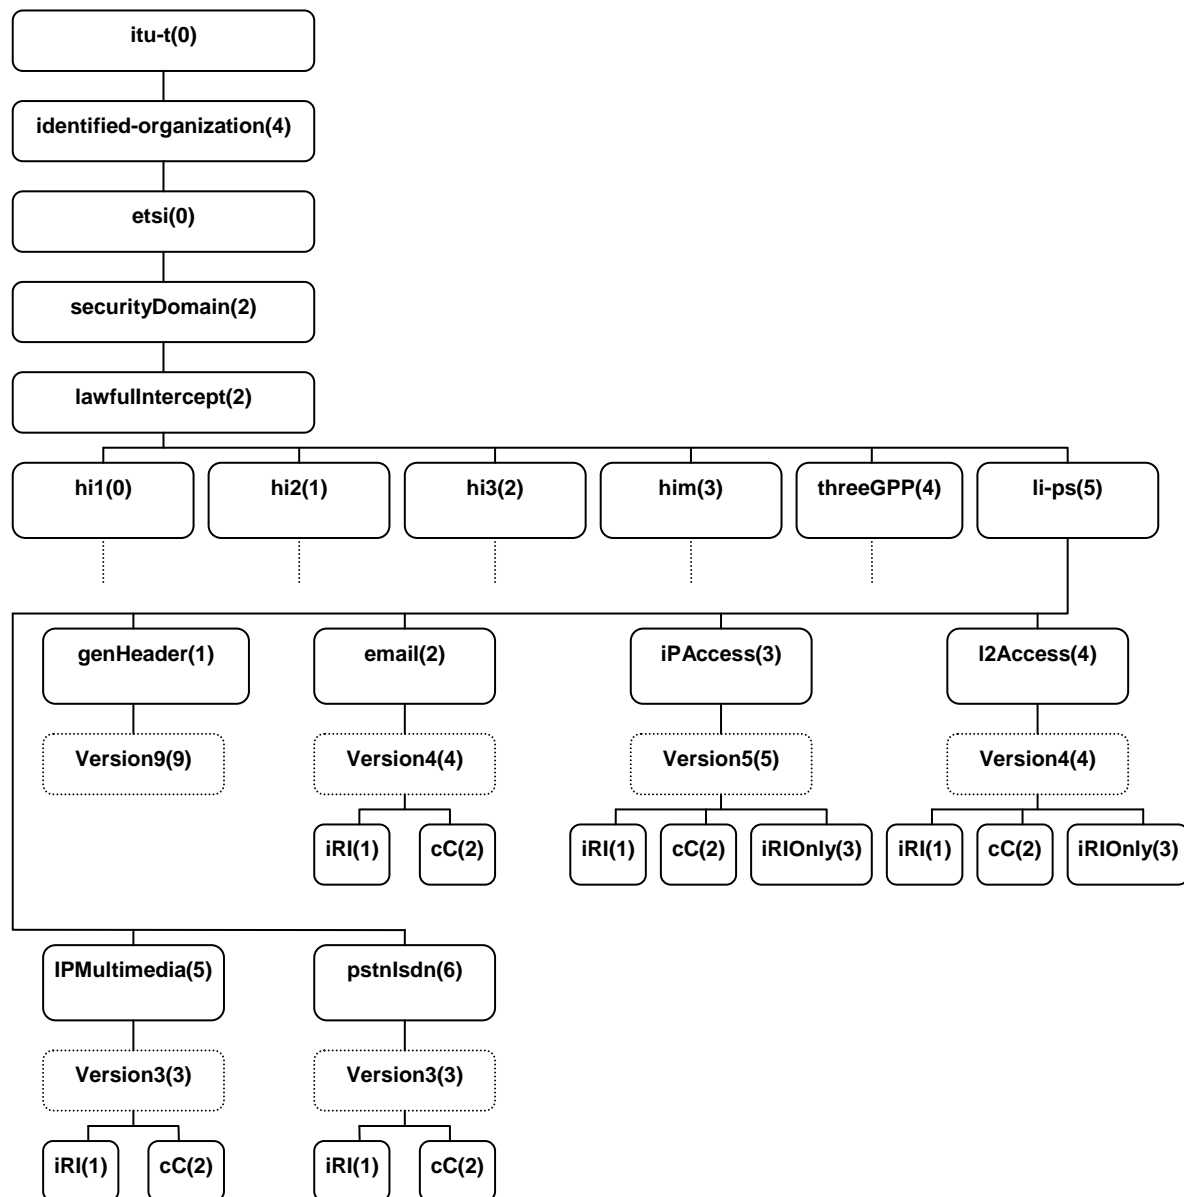 itu-t(0)
identified-organization(4)
etsi(0)
securityDomain(2)
lawfulIntercept(2)
hi1(0)
hi2(1)
hi3(2)
him(3)
threeGPP(4)
li-ps(5)
genHeader(1)
email(2)
iPAccess(3)
l2Access(4)
Version9(9)
Version4(4)
Version5(5)
Version4(4)
iRI(1)
cC(2)
iRI(1)
cC(2)
iRIOnly(3)
iRI(1)
cC(2)
iRIOnly(3)
IPMultimedia(5)
pstnIsdn(6)
Version3(3)
Version3(3)
iRI(1)
cC(2)
iRI(1)
cC(2)